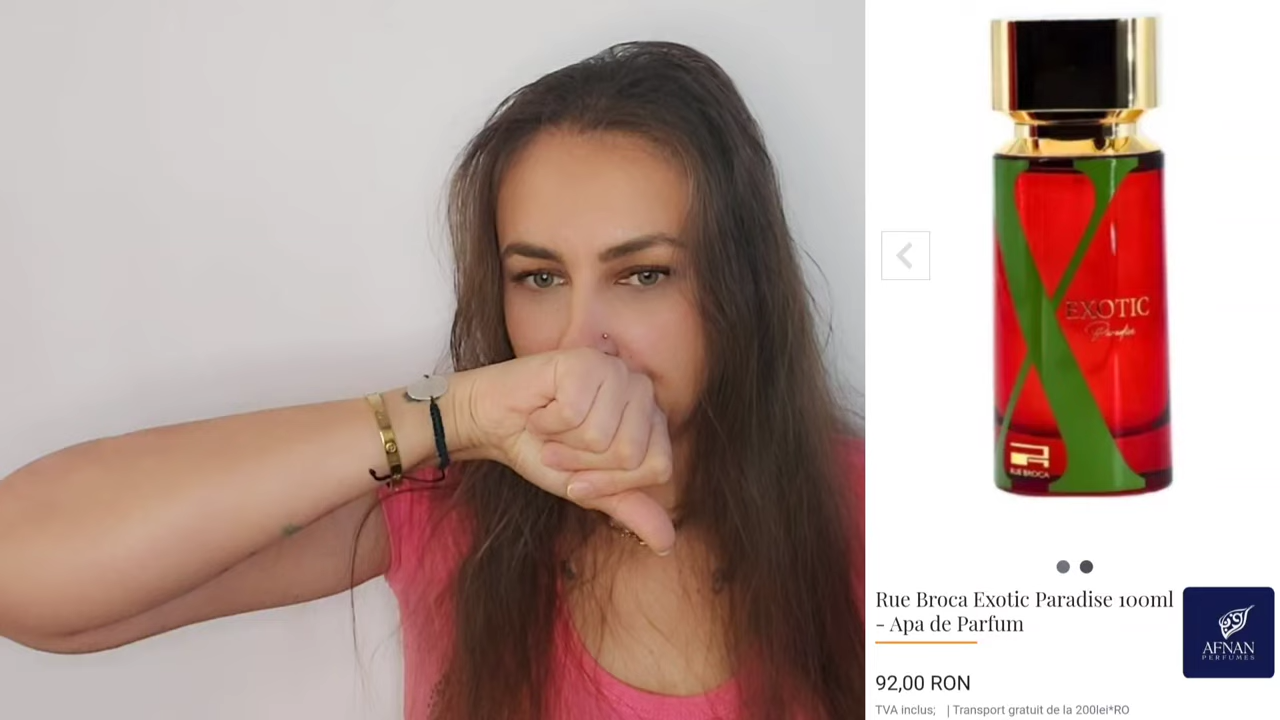 EXOTIC
Paradise
RUE BROCA
Rue Broca Exotic Paradise 100ml
- Apa de Parfum
AFNAN
PERFUMES
92,00 RON
TVA inclus; | Transport gratuit de la 200lei*RO